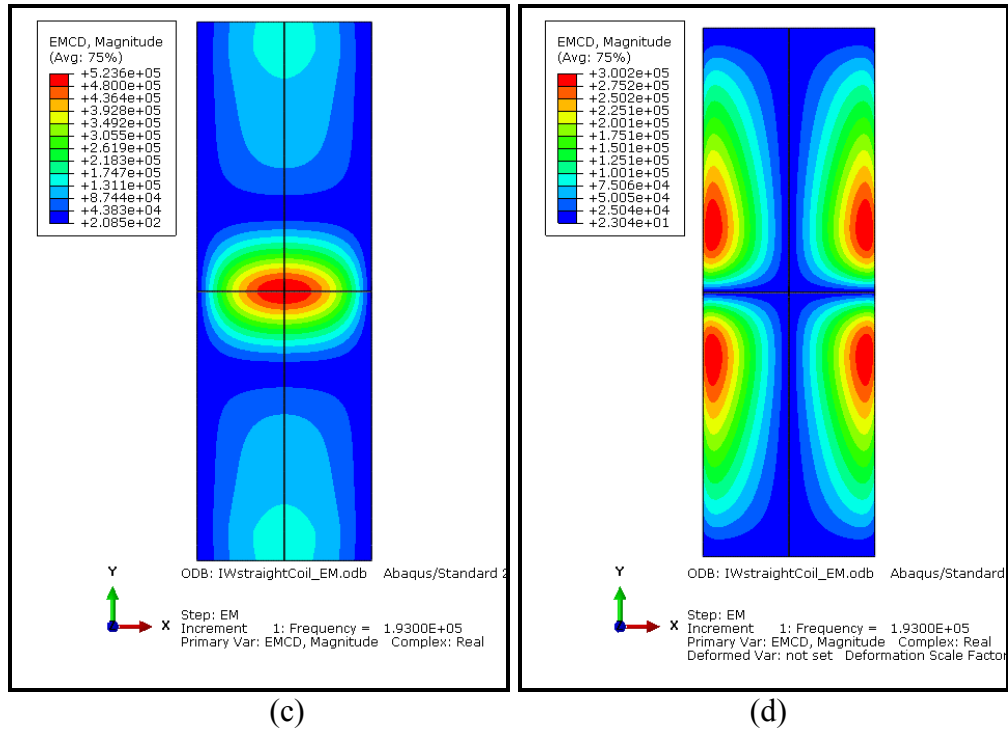 EMCD, Magnitude
(Avg: 75%)
+5.236e+05
+4.800e+05
+4.364e+05
+3.928e+05
+3.492e+05
+3.055e+05
+2.619e+05
+2.183e+05
+1.747e+05
+1.311e+05
+8.744e+04
+4.383e+04
+2.085e+02
Y
X
ODB: IWstraightCoil_EM.odb Abaqus/Standard 2
Step: EM
Increment 1: Frequency = 1.9300E+05
Primary Var: EMCD, Magnitude Complex: Real
(c)
EMCD, Magnitude
(Avg: 75%)
+3.002e+05
+2.752e+05
+2.502e+05
+2.251e+05
+2.001e+05
+1.751e+05
+1.501e+05
+1.251e+05
+1.001e+05
+7.506e+04
+5.005e+04
+2.504e+04
+2.304e+01
Y
X
ODB: IWstraightCoil_EM.odb Abaqus/Standard
Step: EM
Increment 1: Frequency = 1.9300E+05
Primary Var: EMCD, Magnitude Complex: Real
Deformed Var: not set Deformation Scale Factor
(d)